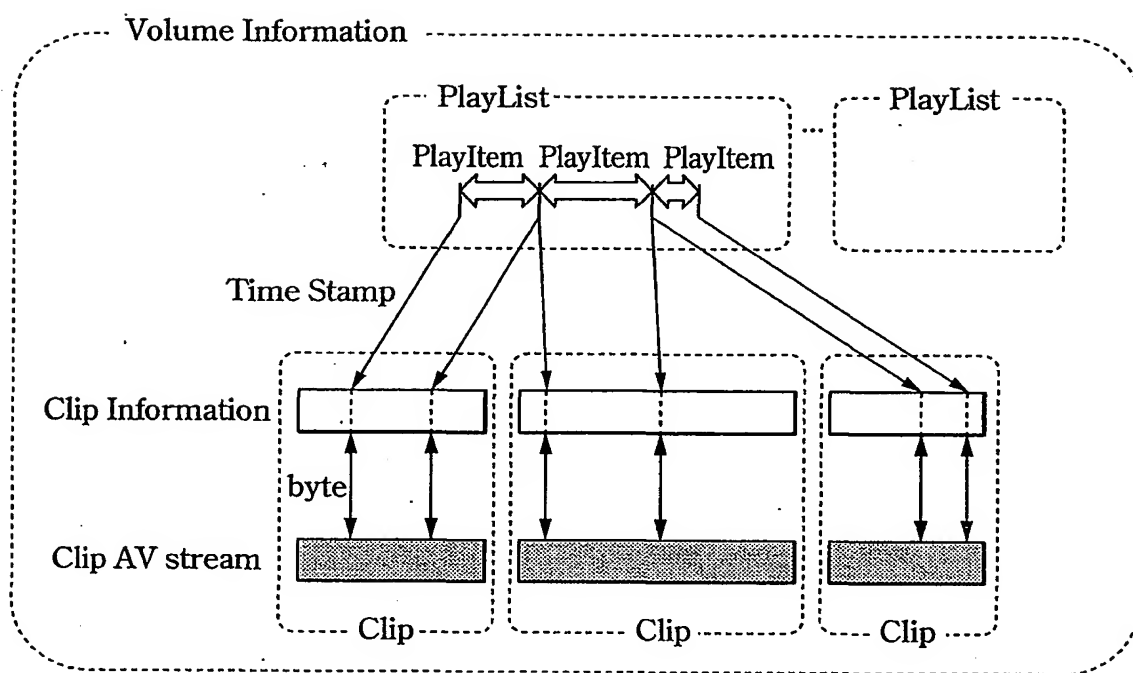 Volume Information
PlayList
PlayList
...
PlayItem PlayItem PlayItem
Time Stamp
Clip Information
byte
Clip AV stream
Clip
Clip
Clip